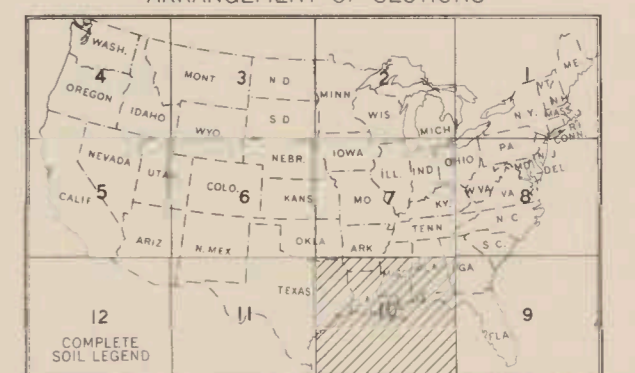 ARRANGEMENT OF SECTIONS
WASH. MONT 3 N D 2 1 ME
4 MINN VT. N H
OREGON IDAHO S D WIS N.Y. MASS
WYO. MICH R I
CONN.
NEVADA NEBR. IOWA OHIO PA N J
UTA ILL. IND MD DEL
5 COLO. 6 KANS MO 7 W VA VA 8
CALIF KY.
ARIZ N. MEX OKLA ARK TENN N C
S C.
TEXAS GA
12 11 10 9
COMPLETE FLA
SOIL LEGEND